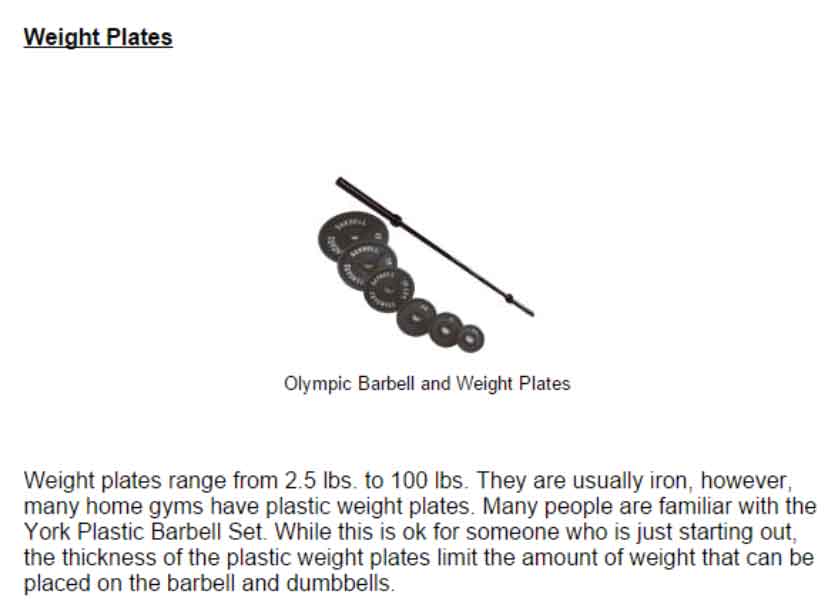 Weight Plates
BARBELL
BARBELL
BARBELL
Olympic Barbell and Weight Plates
Weight plates range from 2.5 lbs. to 100 lbs. They are usually iron, however,
many home gyms have plastic weight plates. Many people are familiar with the
York Plastic Barbell Set. While this is ok for someone who is just starting out,
the thickness of the plastic weight plates limit the amount of weight that can be
placed on the barbell and dumbbells.